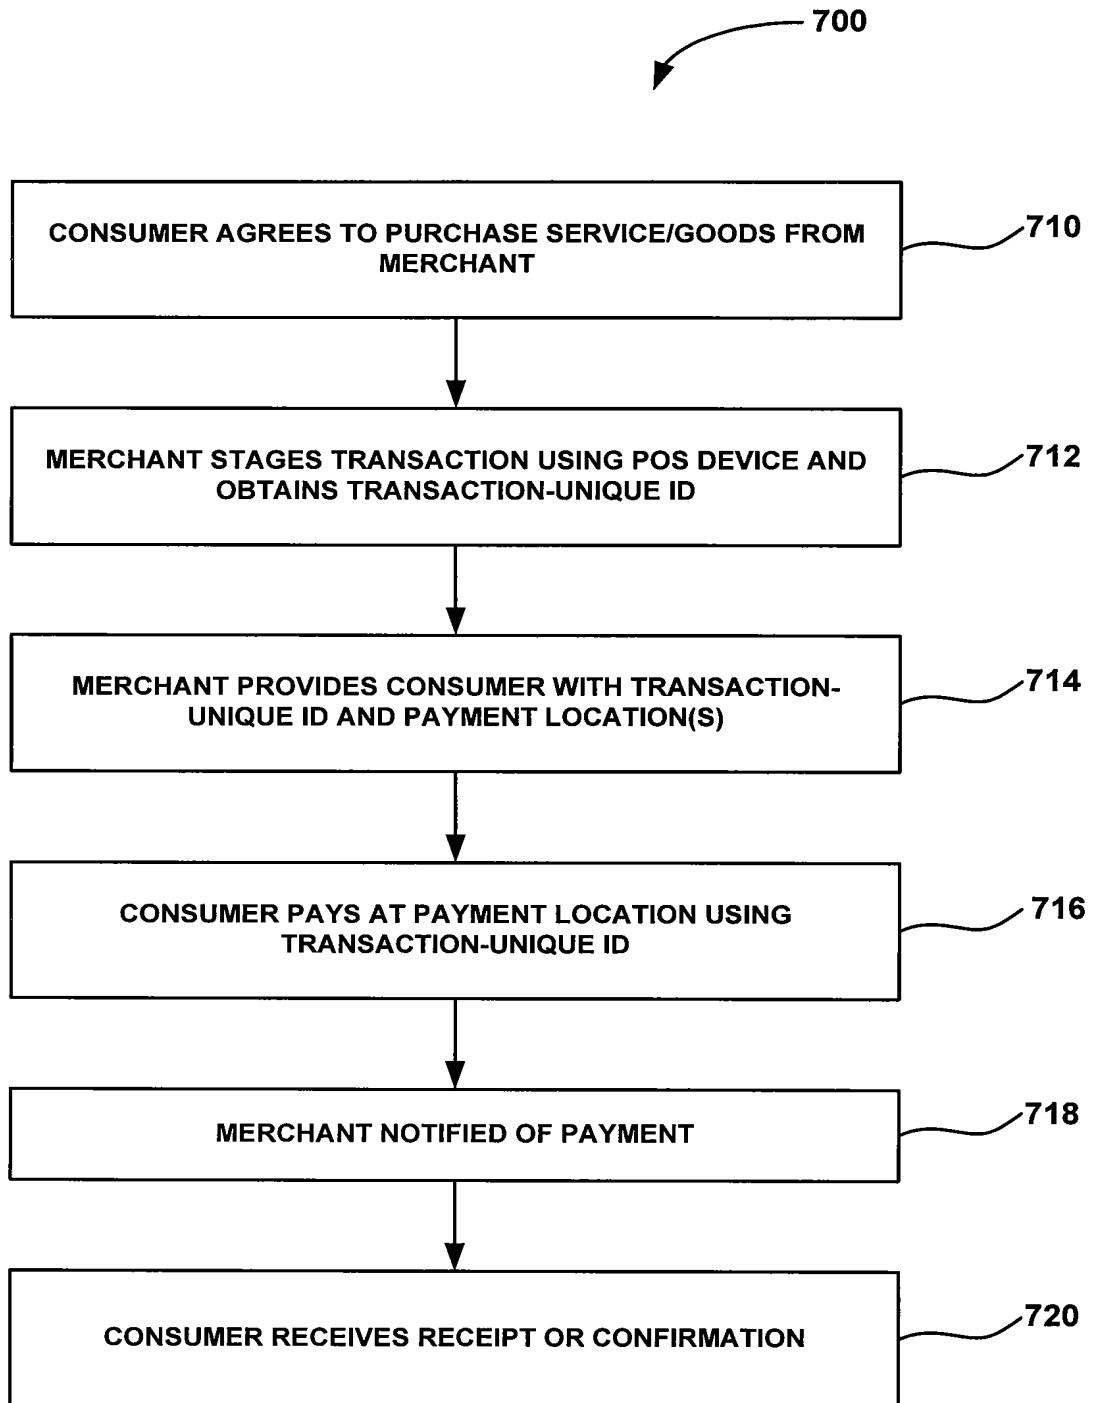 700
CONSUMER AGREES TO PURCHASE SERVICE/GOODS FROM
MERCHANT
710
MERCHANT STAGES TRANSACTION USING POS DEVICE AND
OBTAINS TRANSACTION-UNIQUE ID
712
MERCHANT PROVIDES CONSUMER WITH TRANSACTION-
UNIQUE ID AND PAYMENT LOCATION(S)
714
CONSUMER PAYS AT PAYMENT LOCATION USING
TRANSACTION-UNIQUE ID
716
MERCHANT NOTIFIED OF PAYMENT
718
CONSUMER RECEIVES RECEIPT OR CONFIRMATION
720